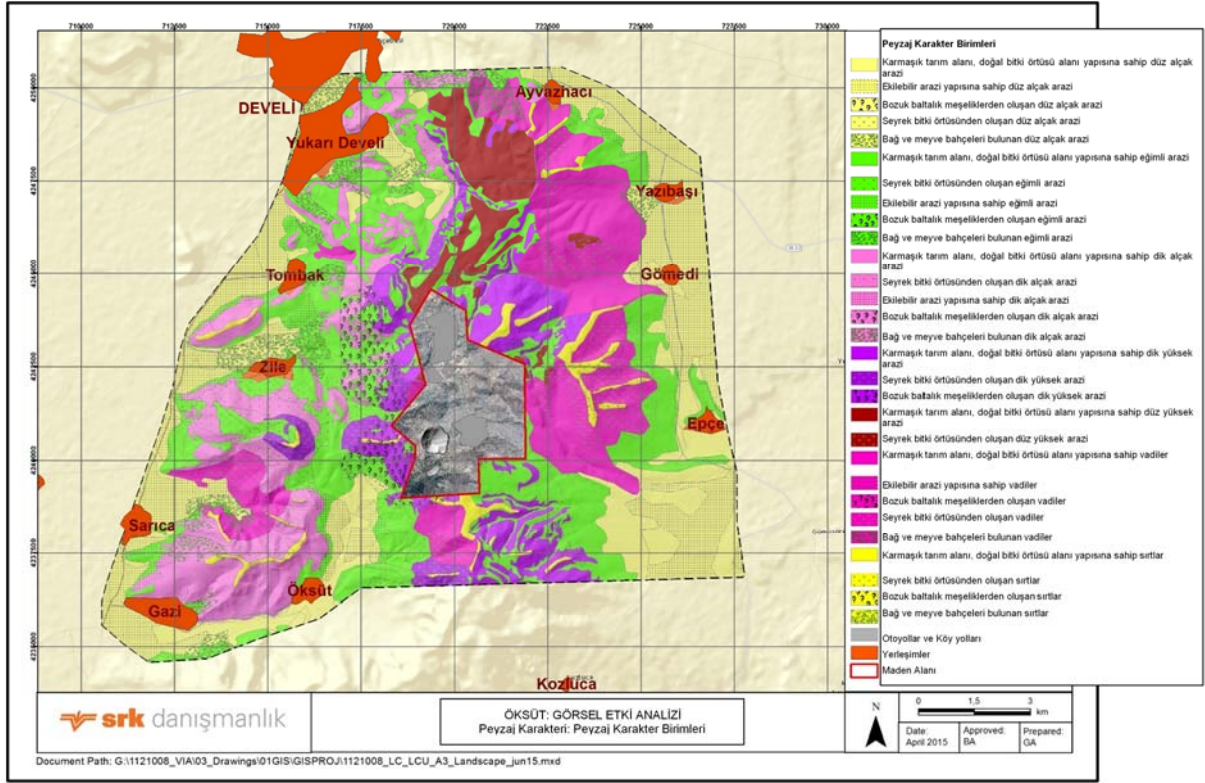 710000 712500 715000 717500 720000 722500 725000 727500 730000
4250000
4247500
4245000
4242500
4240000
4237500
4235000
DEVELİ
Yukarı Develi
Ayvazhacı
Yazıbaşı
Tombak
Gömedi
Zile
Epçe
Sarıca
Öksüt
Gazi
Kozluca
Peyzaj Karakter Birimleri
Karmaşık tarım alanı, doğal bitki örtüsü alanı yapısına sahip düz alçak
arazi
Ekilebilir arazi yapısına sahip düz alçak arazi
Bozuk baltalık meşeliklerden oluşan düz alçak arazi
Seyrek bitki örtüsünden oluşan düz alçak arazi
Bağ ve meyve bahçeleri bulunan düz alçak arazi
Karmaşık tarım alanı, doğal bitki örtüsü alanı yapısına sahip eğimli arazi
Seyrek bitki örtüsünden oluşan eğimli arazi
Ekilebilir arazi yapısına sahip eğimli arazi
Bozuk baltalık meşeliklerden oluşan eğimli arazi
Bağ ve meyve bahçeleri bulunan eğimli arazi
Karmaşık tarım alanı, doğal bitki örtüsü alanı yapısına sahip dik alçak
arazi
Seyrek bitki örtüsünden oluşan dik alçak arazi
Ekilebilir arazi yapısına sahip dik alçak arazi
Bozuk baltalık meşeliklerden oluşan dik alçak arazi
Bağ ve meyve bahçeleri bulunan dik alçak arazi
Karmaşık tarım alanı, doğal bitki örtüsü alanı yapısına sahip dik yüksek
arazi
Seyrek bitki örtüsünden oluşan dik yüksek arazi
Bozuk baltalık meşeliklerden oluşan dik yüksek arazi
Karmaşık tarım alanı, doğal bitki örtüsü alanı yapısına sahip düz yüksek
arazi
Seyrek bitki örtüsünden oluşan düz yüksek arazi
Karmaşık tarım alanı, doğal bitki örtüsü alanı yapısına sahip vadiler
Ekilebilir arazi yapısına sahip vadiler
Bozuk baltalık meşeliklerden oluşan vadiler
Seyrek bitki örtüsünden oluşan vadiler
Bağ ve meyve bahçeleri bulunan vadiler
Karmaşık tarım alanı, doğal bitki örtüsü alanı yapısına sahip sırtlar
Seyrek bitki örtüsünden oluşan sırtlar
Bozuk baltalık meşeliklerden oluşan sırtlar
Bağ ve meyve bahçeleri bulunan sırtlar
Otoyollar ve Köy yolları
Yerleşimler
Maden Alanı
srk danışmanlık
ÖKSÜT: GÖRSEL ETKİ ANALİZİ
Peyzaj Karakteri: Peyzaj Karakter Birimleri
N
0 1,5 3
km
Date:
April 2015
Approved:
BA
Prepared:
GA
Document Path: G:\1121008_VIA\03_Drawings\01GIS\GISPROJ\1121008_LC_LCU_A3_Landscape_jun15.mxd